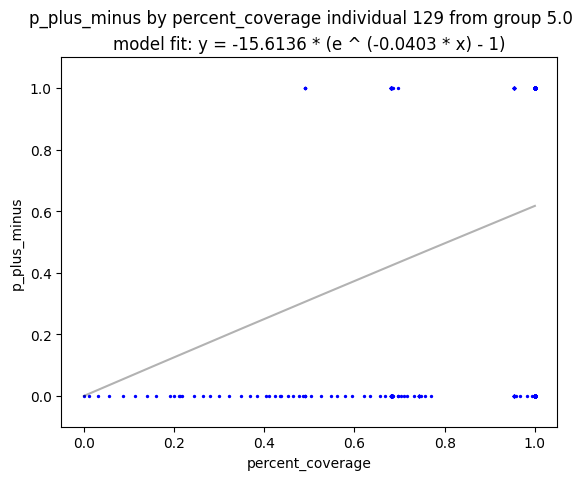 p_plus_minus by percent_coverage individual 129 from group 5.0
model fit: y = -15.6136 * (e ^ (-0.0403 * x) - 1)
1.0
0.8
0.6
0.4
0.2
0.0
p_plus_minus
0.0 0.2 0.4 0.6 0.8 1.0
percent_coverage